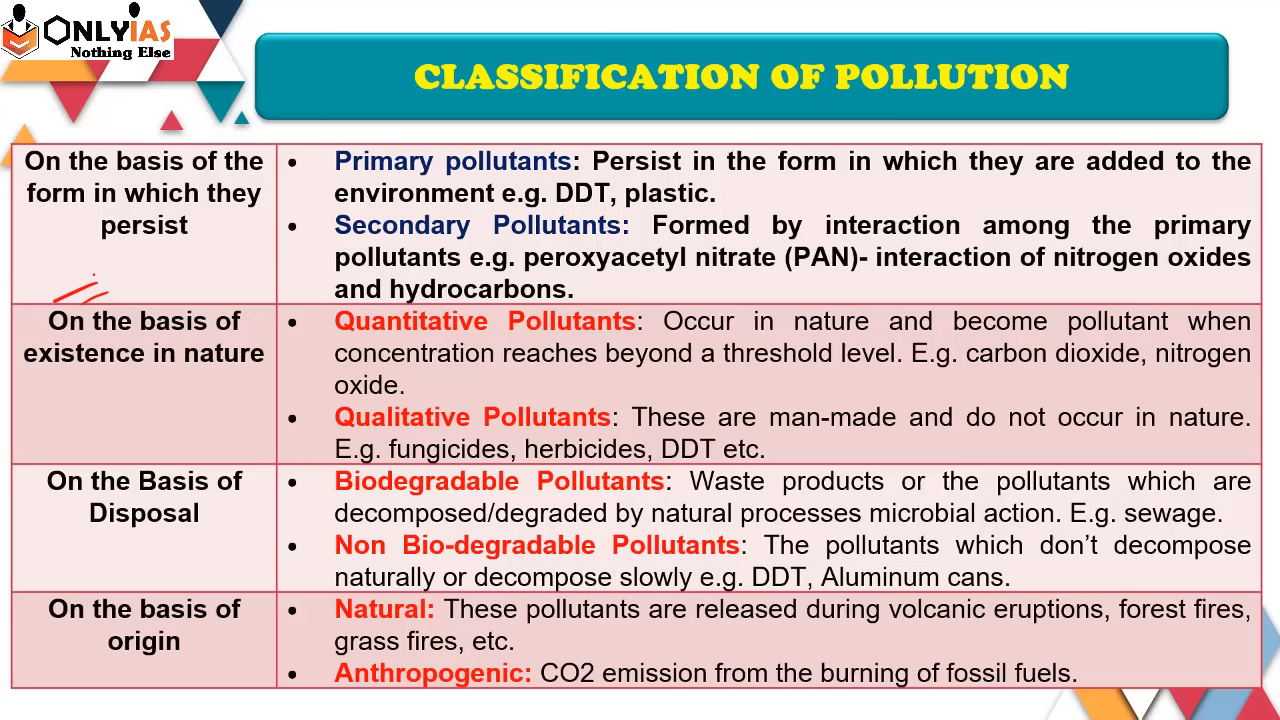 ONLYIAS
Nothing Else
CLASSIFICATION OF POLLUTION
On the basis of the
form in which they
persist
• Primary pollutants: Persist in the form in which they are added to the
environment e.g. DDT, plastic.
• Secondary Pollutants: Formed by interaction among the primary
pollutants e.g. peroxyacetyl nitrate (PAN)- interaction of nitrogen oxides
and hydrocarbons.
On the basis of
existence in nature
• Quantitative Pollutants: Occur in nature and become pollutant when
concentration reaches beyond a threshold level. E.g. carbon dioxide, nitrogen
oxide.
• Qualitative Pollutants: These are man-made and do not occur in nature.
E.g. fungicides, herbicides, DDT etc.
On the Basis of
Disposal
• Biodegradable Pollutants: Waste products or the pollutants which are
decomposed/degraded by natural processes microbial action. E.g. sewage.
• Non Bio-degradable Pollutants: The pollutants which don’t decompose
naturally or decompose slowly e.g. DDT, Aluminum cans.
On the basis of
origin
• Natural: These pollutants are released during volcanic eruptions, forest fires,
grass fires, etc.
• Anthropogenic: CO2 emission from the burning of fossil fuels.